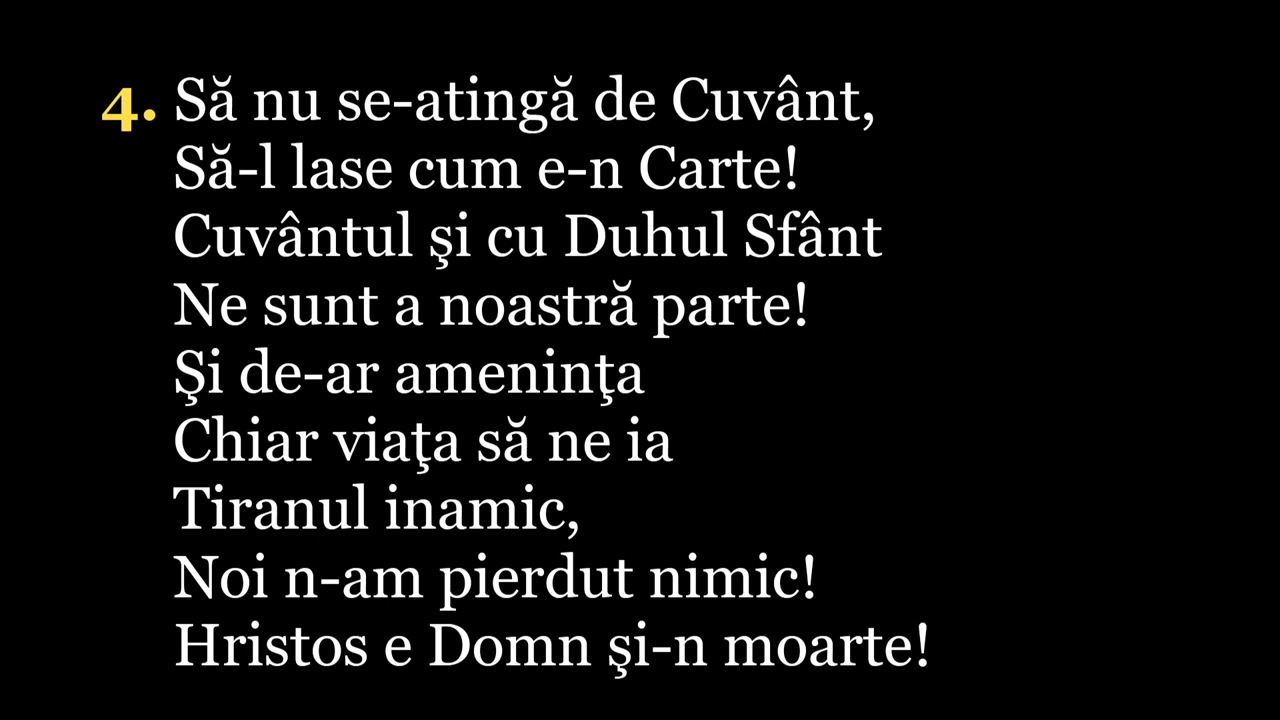 4. Să nu se-atingă de Cuvânt,
Să-l lase cum e-n Carte!
Cuvântul şi cu Duhul Sfânt
Ne sunt a noastră parte!
Şi de-ar ameninţa
Chiar viaţa să ne ia
Tiranul inamic,
Noi n-am pierdut nimic!
Hristos e Domn şi-n moarte!